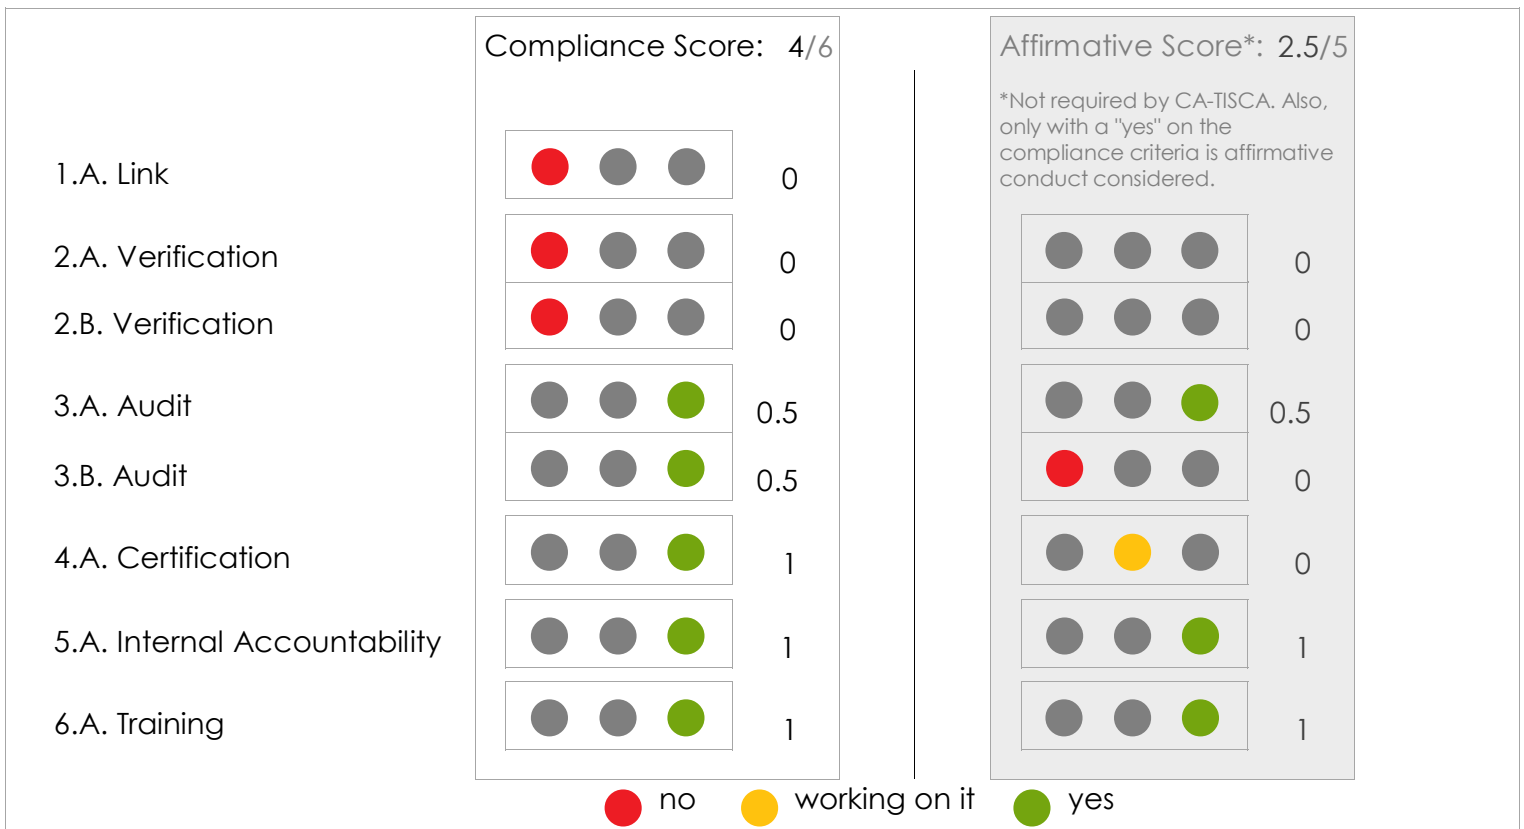 Compliance Score: 4/6
Affirmative Score*: 2.5/5
*Not required by CA-TISCA. Also,
only with a "yes" on the
compliance criteria is affirmative
conduct considered.
1.A. Link 0
2.A. Verification 0 0
2.B. Verification 0 0
3.A. Audit 0.5 0.5
3.B. Audit 0.5 0
4.A. Certification 1 0
5.A. Internal Accountability 1 1
6.A. Training 1 1
no working on it yes